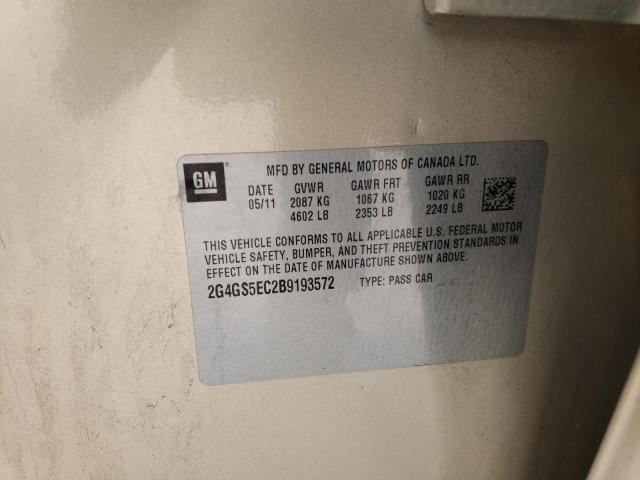 GM
MFD BY GENERAL MOTORS OF CANADA LTD.
DATE GVWR GAWR FRT GAWR RR
05/11 2087 KG 1067 KG 1020 KG
4602 LB 2353 LB 2249 LB
THIS VEHICLE CONFORMS TO ALL APPLICABLE U.S. FEDERAL MOTOR
VEHICLE SAFETY, BUMPER, AND THEFT PREVENTION STANDARDS IN
EFFECT ON THE DATE OF MANUFACTURE SHOWN ABOVE.
2G4GS5EC2B9193572 TYPE: PASS CAR